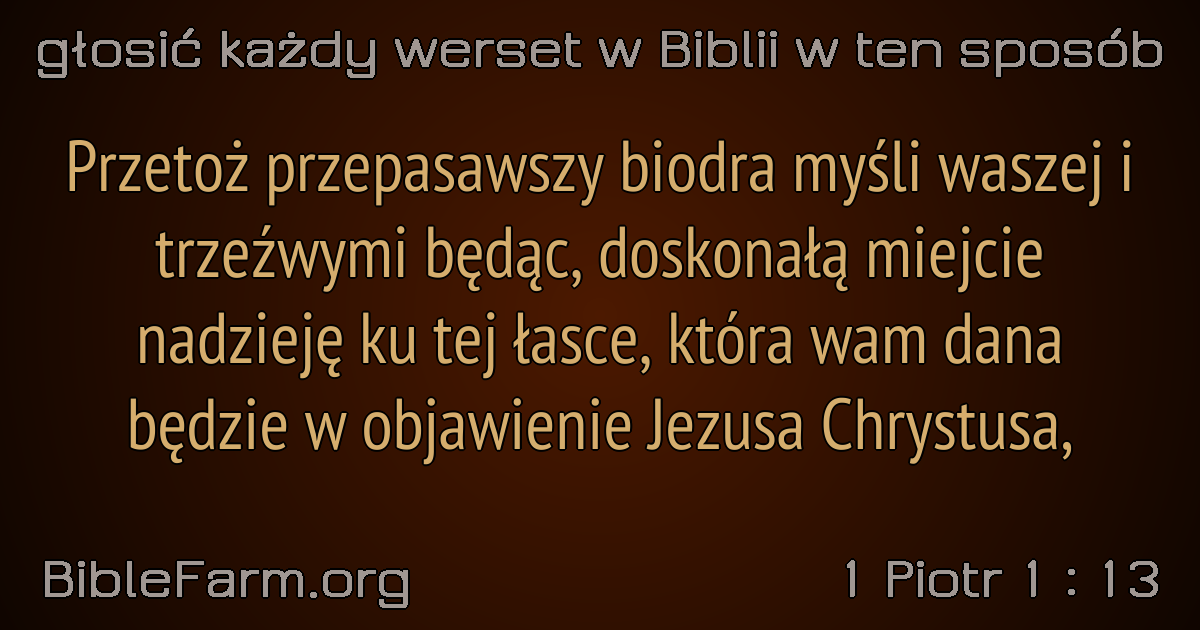 głosić każdy werset w Biblii w ten sposób
Przetoż przepasawszy biodra myśli waszej i
trzeźwymi będąc, doskonałą miejcie
nadzieję ku tej łasce, która wam dana
będzie w objawienie Jezusa Chrystusa,
BibleFarm.org
1 Piotr 1 : 13